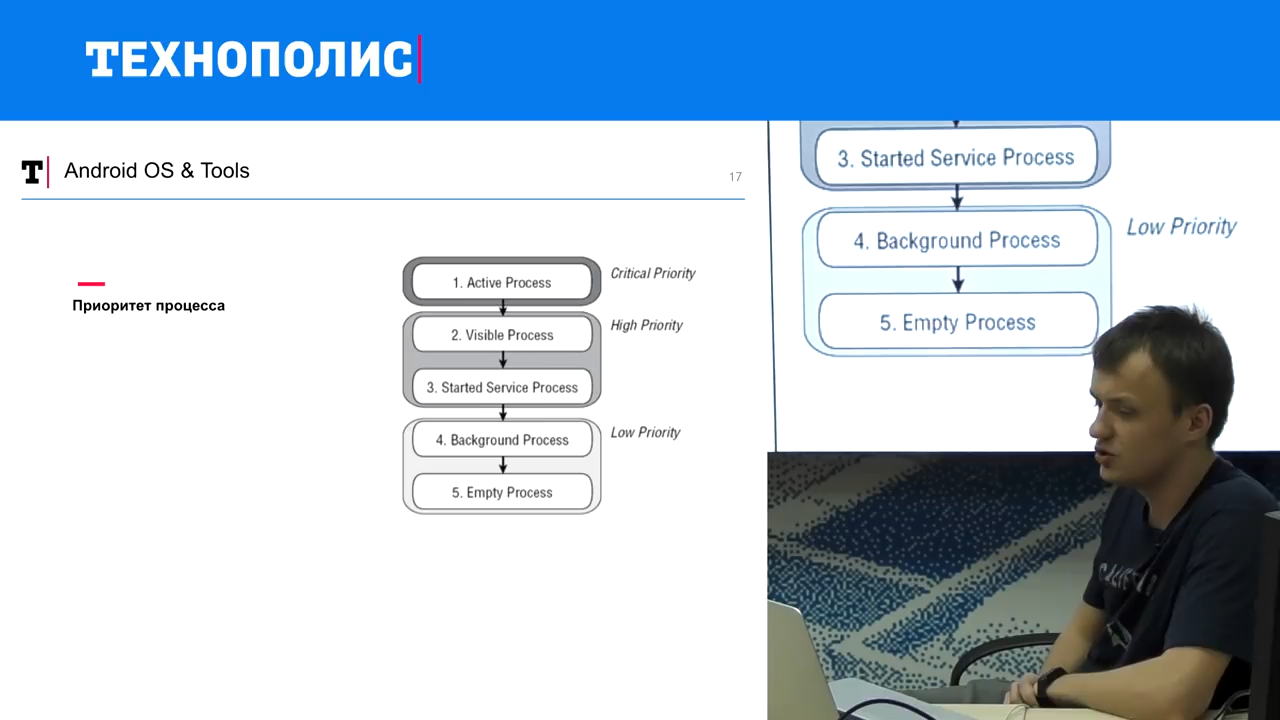 ТЕХНОПОЛИС
T Android OS & Tools
17
Приоритет процесса
1. Active Process
Critical Priority
2. Visible Process
High Priority
3. Started Service Process
4. Background Process
Low Priority
5. Empty Process
3. Started Service Process
4. Background Process
Low Priority
5. Empty Process